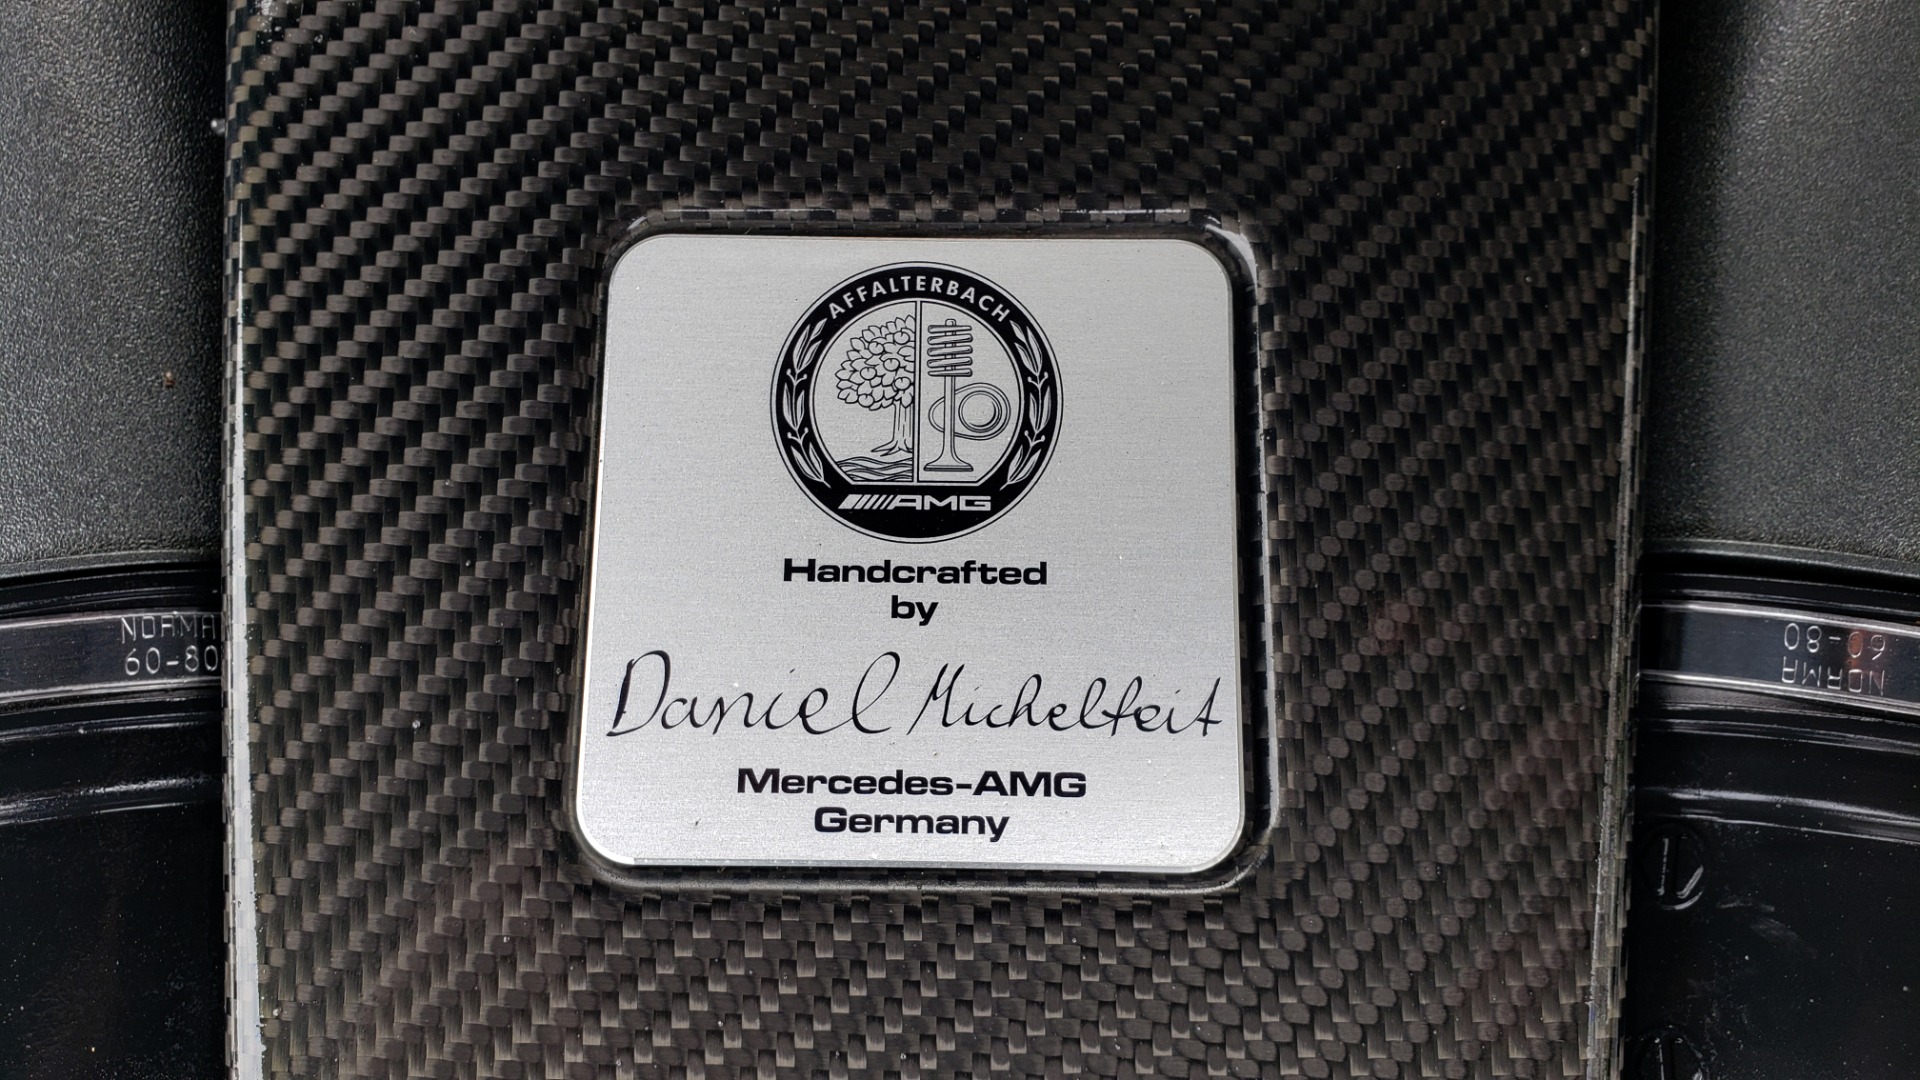 AFFALTERBACH
AMG
Handcrafted
by
Daniel Michelfeit
Mercedes-AMG
Germany
NORMA
60-80
60-80
NORMA